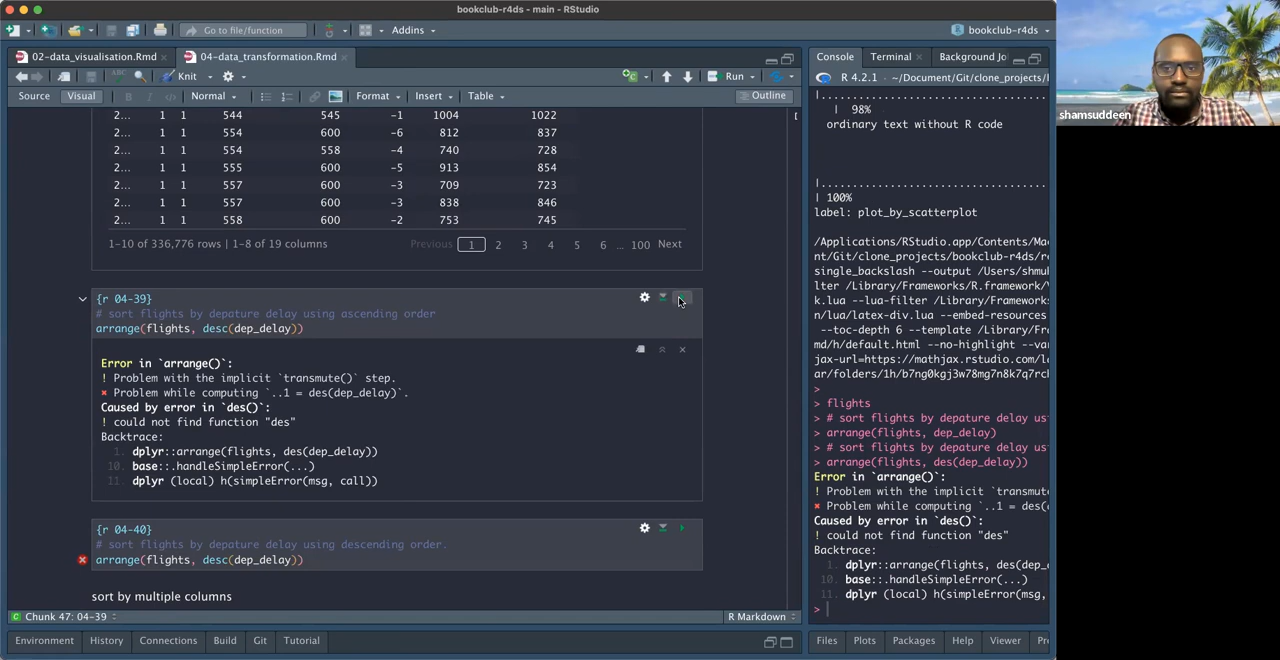 bookclub-r4ds - main - RStudio
Go to file/function
Addins
bookclub-r4ds
02-data_visualisation.Rmd
04-data_transformation.Rmd
Knit
Run
Source
Visual
Normal
Format
Insert
Table
Outline
2... 1 1 544 545 -1 1004 1022
2... 1 1 554 600 -6 812 837
2... 1 1 554 558 -4 740 728
2... 1 1 555 600 -5 913 854
2... 1 1 557 600 -3 709 723
2... 1 1 557 600 -3 838 846
2... 1 1 558 600 -2 753 745
1-10 of 336,776 rows | 1-8 of 19 columns
Previous 1 2 3 4 5 6 ... 100 Next
{r 04-39}
# sort flights by depature delay using ascending order
arrange(flights, desc(dep_delay))
Error in `arrange()`:
! Problem with the implicit `transmute()` step.
✖ Problem while computing `..1 = des(dep_delay)`.
Caused by error in `des()`:
! could not find function "des"
Backtrace:
1. dplyr::arrange(flights, des(dep_delay))
10. base::.handleSimpleError(...)
11. dplyr (local) h(simpleError(msg, call))
{r 04-40}
# sort flights by depature delay using descending order.
arrange(flights, desc(dep_delay))
sort by multiple columns
Chunk 47: 04-39
R Markdown
Environment
History
Connections
Build
Git
Tutorial
Console
Terminal
Background Jo
R 4.2.1 · ~/Document/Git/clone_projects/
|..............................
| 98%
ordinary text without R code
|..............................
| 100%
label: plot_by_scatterplot
/Applications/RStudio.app/Contents/Mac
nt/Git/clone_projects/bookclub-r4ds/re
single_backslash --output /Users/shmul
lter /Library/Frameworks/R.framework/V
k.lua --lua-filter /Library/Framework
lua/latex-div.lua --embed-resources
--toc-depth 6 --template /Library/Fra
md/h/default.html --no-highlight --va
jax-url=https://mathjax.rstudio.com/la
ar/folders/1h/b7ng0kgj3w78mg7n8k7q7rch
>
> flights
> # sort flights by depature delay usi
> arrange(flights, dep_delay)
> # sort flights by depature delay usi
> arrange(flights, des(dep_delay))
Error in `arrange()`:
! Problem with the implicit `transmute
✖ Problem while computing `..1 = des(d
Caused by error in `des()`:
! could not find function "des"
Backtrace:
1. dplyr::arrange(flights, des(dep_
10. base::.handleSimpleError(...)
11. dplyr (local) h(simpleError(msg,
>
Files
Plots
Packages
Help
Viewer
Pr
shamsuddeen